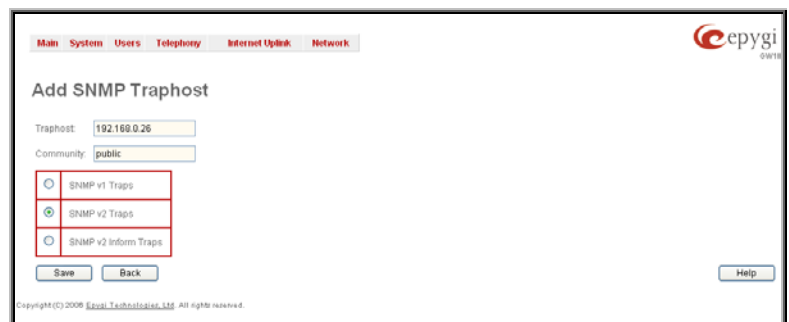 Main System Users Telephony Internet Uplink Network
epygi
GW18
Add SNMP Traphost
Traphost: 192.168.0.26
Community: public
SNMP v1 Traps
SNMP v2 Traps
SNMP v2 Inform Traps
Save Back Help
Copyright (C) 2006 Epygi Technologies, Ltd. All rights reserved.